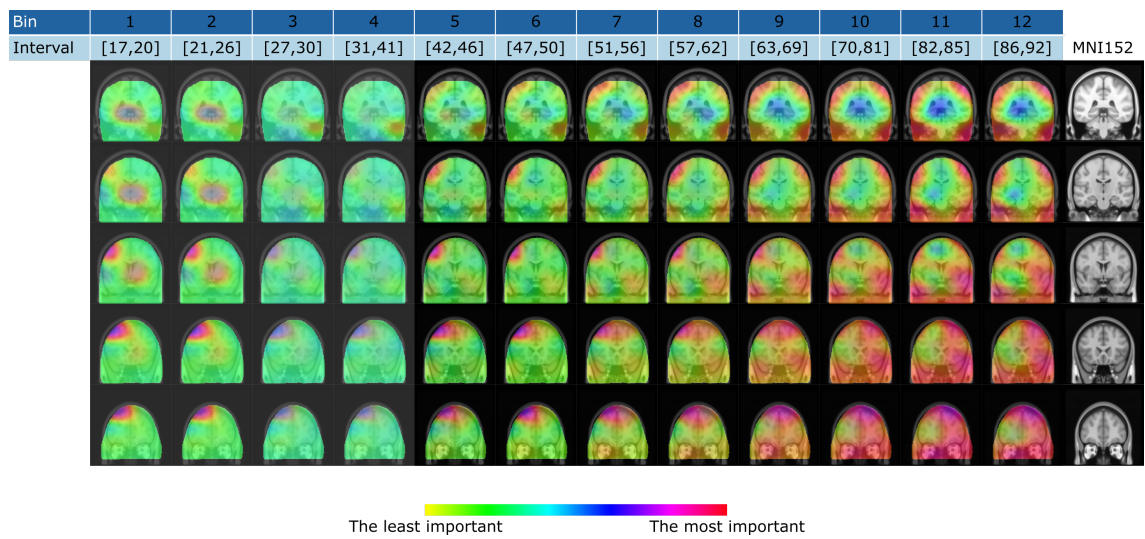 Bin 1 2 3 4 5 6 7 8 9 10 11 12
Interval [17,20] [21,26] [27,30] [31,41] [42,46] [47,50] [51,56] [57,62] [63,69] [70,81] [82,85] [86,92] MNI152
The least important The most important